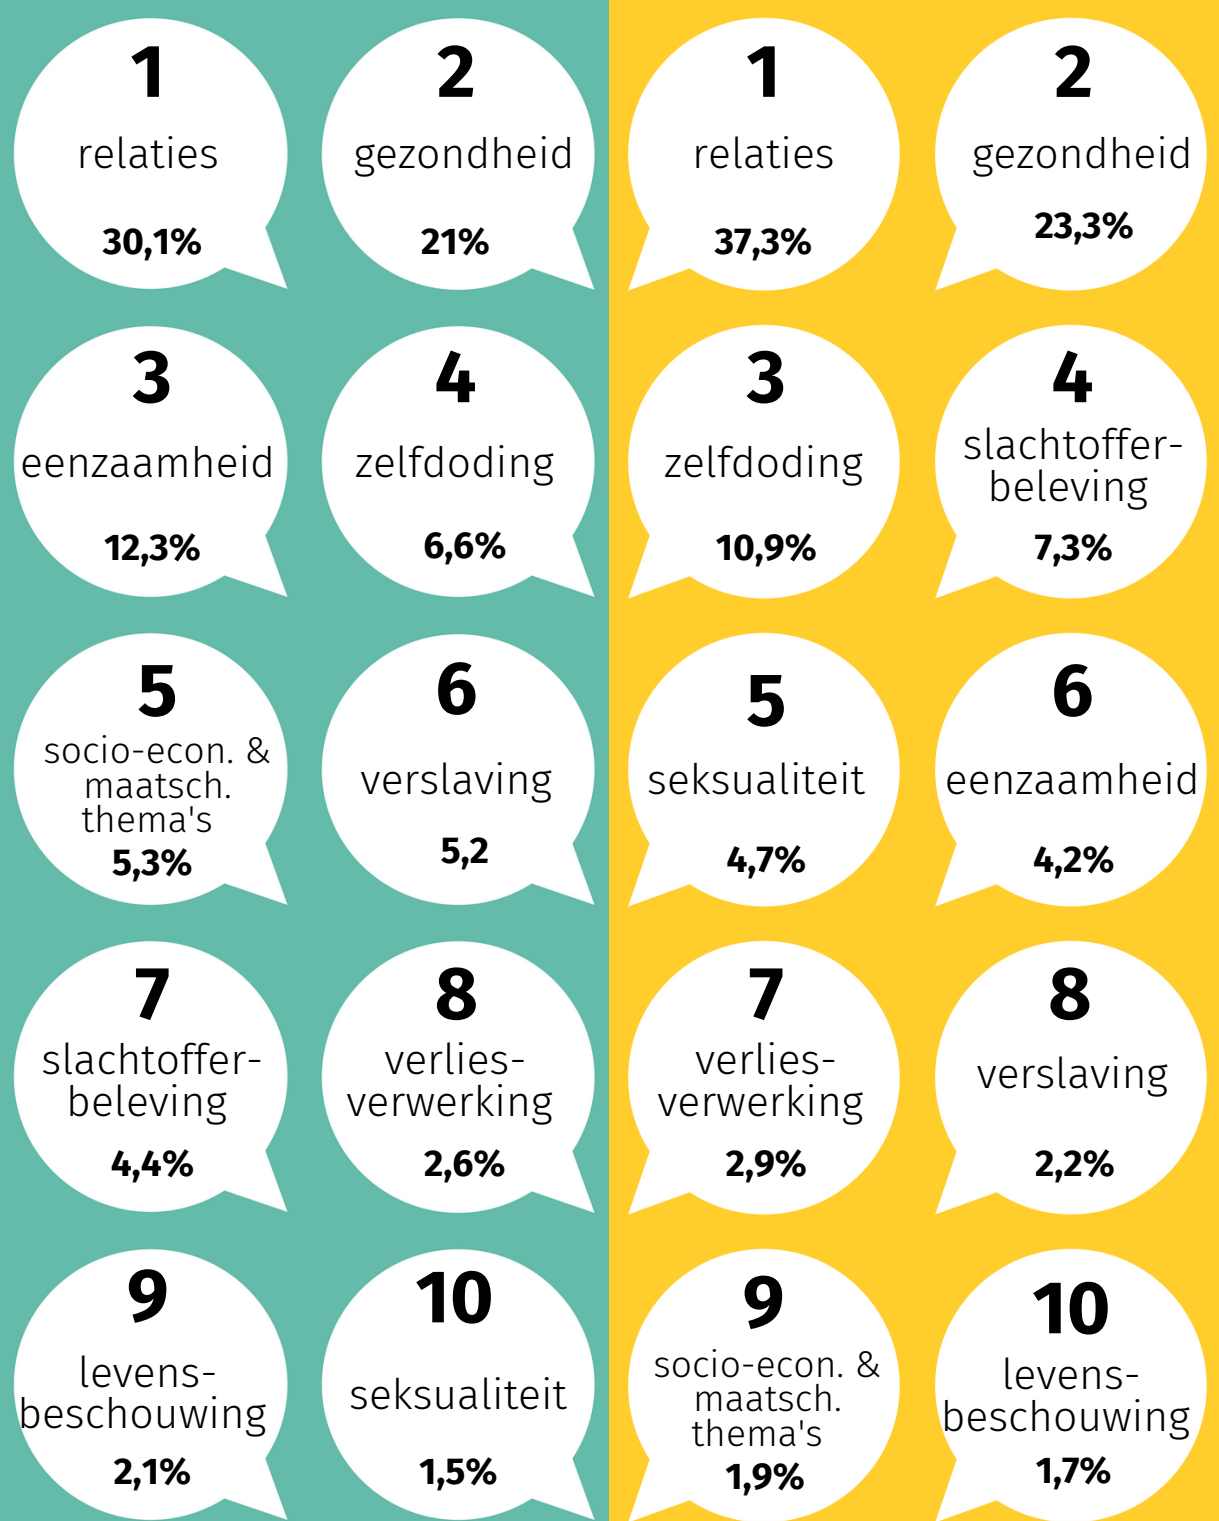 1
relaties
30,1%
2
gezondheid
21%
3
eenzaamheid
12,3%
4
zelfdoding
6,6%
5
socio-econ. &
maatsch.
thema's
5,3%
6
verslaving
5,2
7
slachtoffer-
beleving
4,4%
8
verlies-
verwerking
2,6%
9
levens-
beschouwing
2,1%
10
seksualiteit
1,5%
1
relaties
37,3%
2
gezondheid
23,3%
3
zelfdoding
10,9%
4
slachtoffer-
beleving
7,3%
5
seksualiteit
4,7%
6
eenzaamheid
4,2%
7
verlies-
verwerking
2,9%
8
verslaving
2,2%
9
socio-econ. &
maatsch.
thema's
1,9%
10
levens-
beschouwing
1,7%